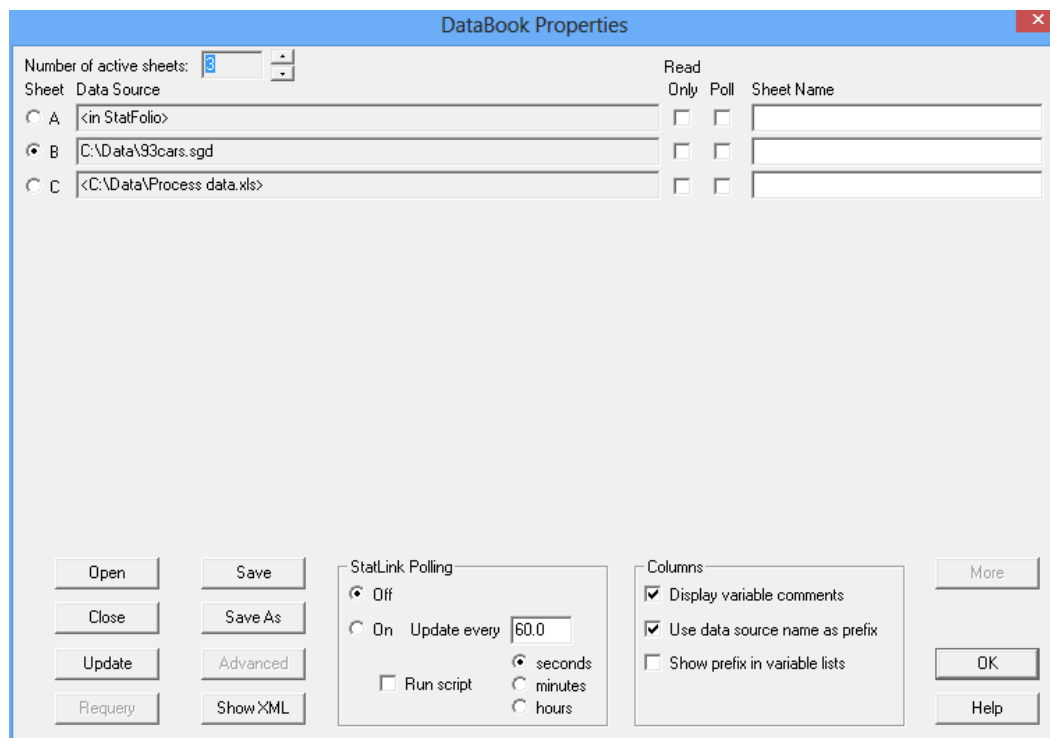 DataBook Properties
Number of active sheets: 3
Read
Sheet Data Source Only Poll Sheet Name
A <in StatFolio>
B C:\Data\93cars.sgd
C <C:\Data\Process data.xls>
Open Save StatLink Polling Columns More
Off Display variable comments
Close Save As On Update every 60.0 Use data source name as prefix
Update Advanced seconds Show prefix in variable lists OK
Run script minutes
Requery Show XML hours Help